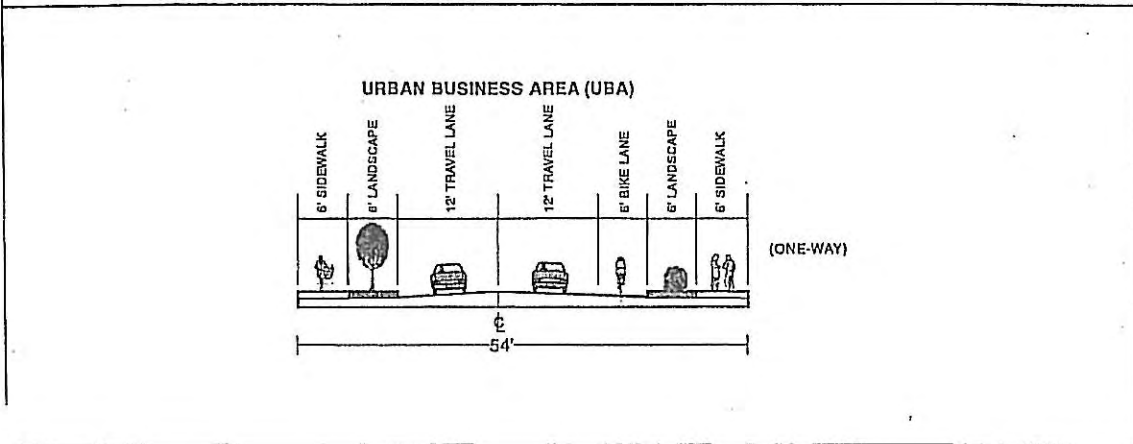 URBAN BUSINESS AREA (UBA)
6' SIDEWALK
6' LANDSCAPE
12' TRAVEL LANE
12' TRAVEL LANE
6' BIKE LANE
6' LANDSCAPE
6' SIDEWALK
(ONE-WAY)
℄
54'